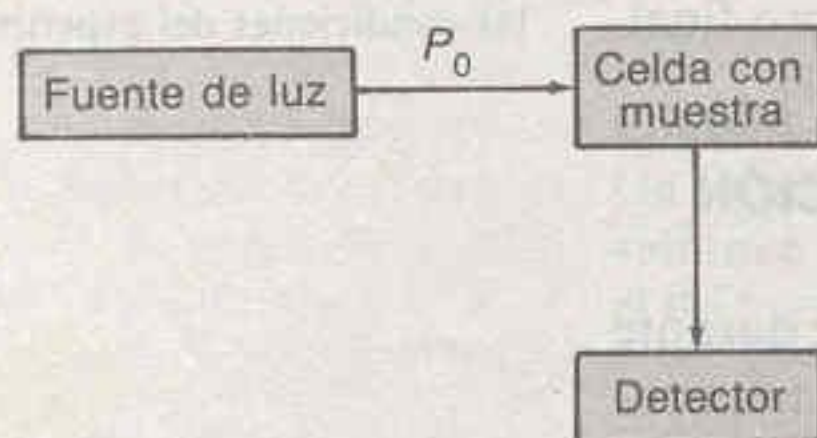 P₀
Fuente de luz
Celda con
muestra
Detector